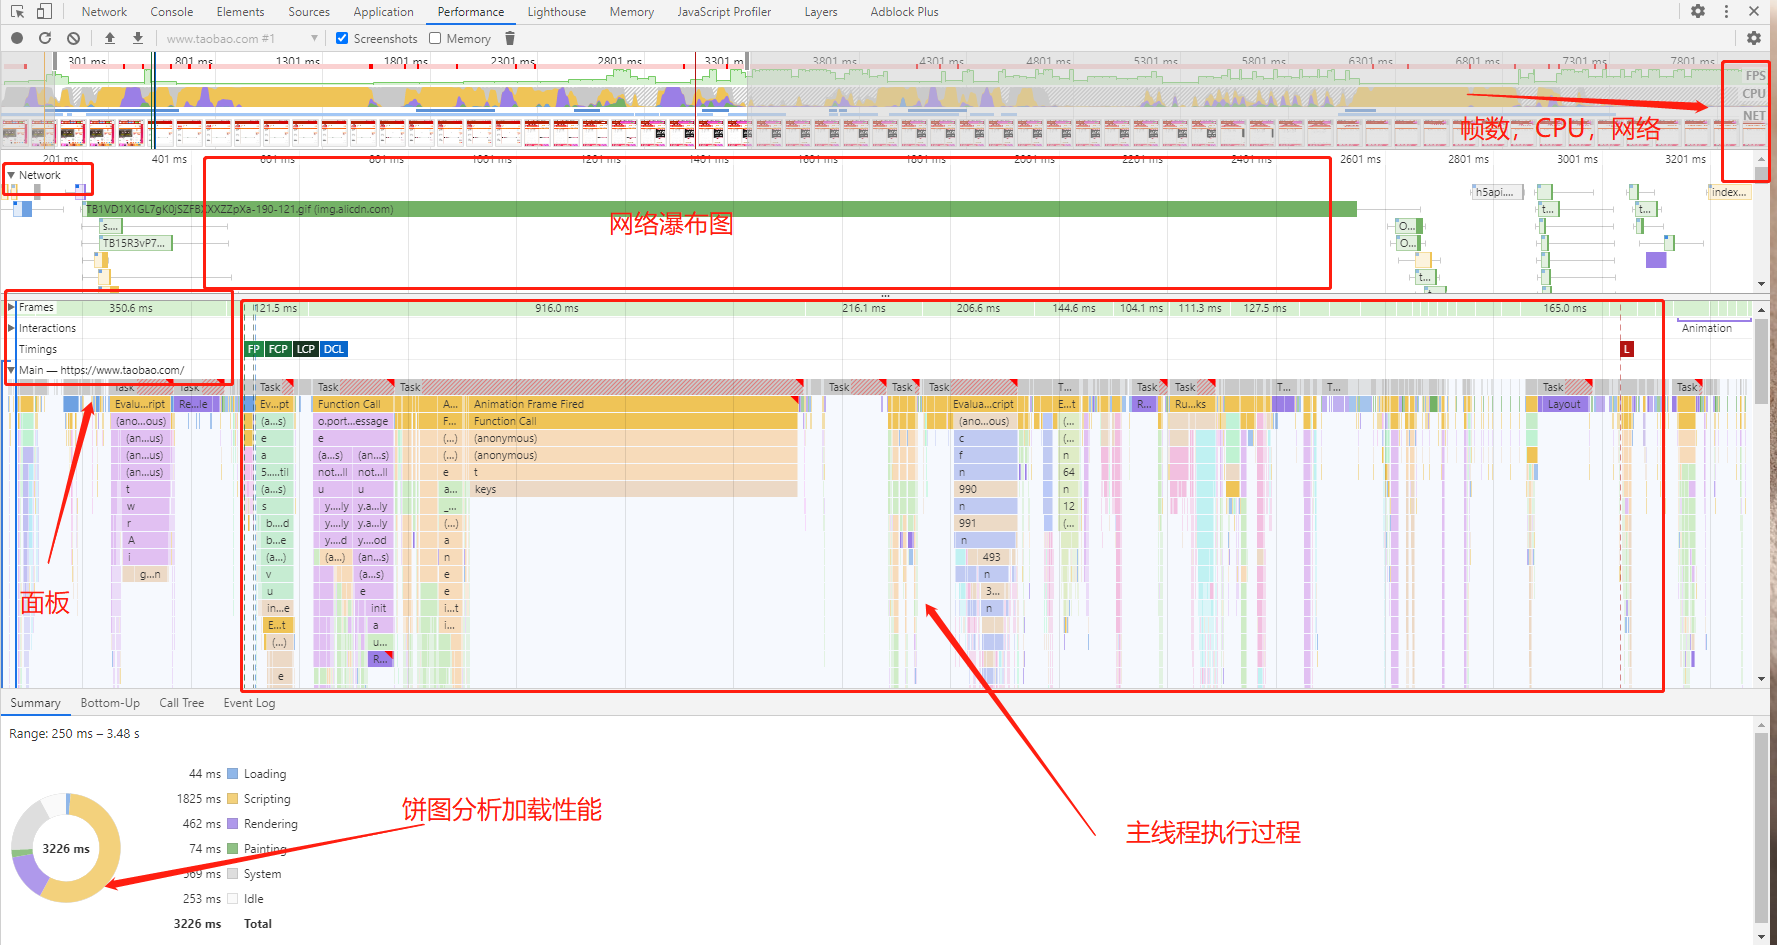 Network Console Elements Sources Application Performance Lighthouse Memory JavaScript Profiler Layers Adblock Plus
www.taobao.com #1 Screenshots Memory
301 ms 801 ms 1301 ms 1801 ms 2301 ms 2801 ms 3301 m 3801 ms 4301 ms 4801 ms 5301 ms 5801 ms 6301 ms 6801 ms 7301 ms 7801 ms
FPS
CPU
NET
帧数，CPU，网络
201 ms 401 ms 601 ms 801 ms 1001 ms 1201 ms 1401 ms 1601 ms 1801 ms 2001 ms 2201 ms 2401 ms 2601 ms 2801 ms 3001 ms 3201 ms
Network
h5api.... index...
TB1VD1X1GL7gK0jSZFBXXXZZpXa-190-121.gif (img.alicdn.com) t... t...
网络瀑布图
s... O...
TB15R3vP7... O...
t...
Frames 350.6 ms 121.5 ms 916.0 ms 216.1 ms 206.6 ms 144.6 ms 104.1 ms 111.3 ms 127.5 ms 165.0 ms
Interactions Animation
Timings FP FCP LCP DCL L
Main — https://www.taobao.com/
Task Task Task Task Task Task Task Task T... Task Task T... T... Task Task
Evalu...ript Re...le Ev...pt Function Call A... Animation Frame Fired Evalua...cript E...t R... Ru...ks Layout
(ano...ous) (a...s) o.port...essage F... Function Call (ano...ous) (...
(an...us) e e (...) (anonymous) c (...
(an...us) a (a...s) (an...s) (...) (anonymous) f n
(an...us) S....til not...ll not...ll e t n 64
t (a...s) u u a... keys 990 n
w s y....ly y.a...ly _... n 12
r b...d y....ly y.a...ly (...) 991 (...
A b...e y....d y....od a n
i (a...) (a...) (an...s) n 493
g...n v (a...s) e n
u e e 3...
面板
in...e init i...t n
E...t a i...
(...) u...
R...
e
Summary Bottom-Up Call Tree Event Log
Range: 250 ms – 3.48 s
44 ms Loading
1825 ms Scripting
饼图分析加载性能
462 ms Rendering
主线程执行过程
3226 ms
74 ms Painting
569 ms System
253 ms Idle
3226 ms Total